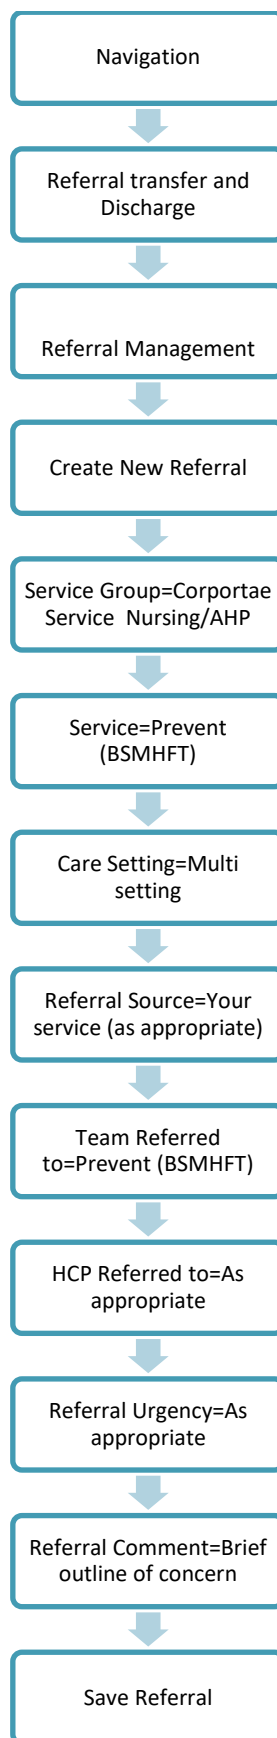 Navigation
Referral transfer and
Discharge
Referral Management
Create New Referral
Service Group=Corportae
Service Nursing/AHP
Service=Prevent
(BSMHFT)
Care Setting=Multi
setting
Referral Source=Your
service (as appropriate)
Team Referred
to=Prevent (BSMHFT)
HCP Referred to=As
appropriate
Referral Urgency=As
appropriate
Referral Comment=Brief
outline of concern
Save Referral